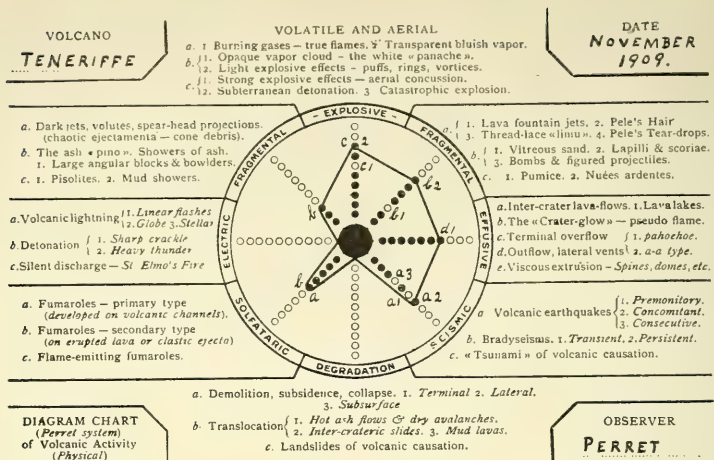 VOLCANO
TENERIFFE
VOLATILE AND AERIAL
a. 1 Burning gases — true flames. 2 Transparent bluish vapor.
b. 1. Opaque vapor cloud - the white « panache ».
2. Light explosive effects - puffs, rings, vortices.
c. 1. Strong explosive effects — aerial concussion.
2. Subterranean detonation. 3 Catastrophic explosion.
DATE
NOVEMBER
1909.
a. Dark jets, volutes, spear-head projections.
(chaotic ejectamenta — cone debris).
b. The ash « pino ». Showers of ash.
1. Large angular blocks & bowlders.
c. 1. Pisolites. 2. Mud showers.
a. 1. Lava fountain jets. 2. Pele's Hair
3. Thread-lace « limu ». 4. Pele's Tear-drops.
b. 1. Vitreous sand. 2. Lapilli & scoriae.
3. Bombs & figured projectiles.
c. 1. Pumice. 2. Nuées ardentes.
a. Volcanic lightning 1. Linear flashes
2. Globe 3. Stellar
b. Detonation 1. Sharp crackle
2. Heavy thunder
c. Silent discharge — St Elmo's Fire
a. Inter-crater lava-flows. 1. Lava lakes.
b. The « Crater-glow » — pseudo flame.
c. Terminal overflow 1. pahoehoe.
d. Outflow, lateral vents 2. a-a type.
e. Viscous extrusion - Spines, domes, etc.
a. Fumaroles — primary type
(developed on volcanic channels).
b. Fumaroles — secondary type
(on erupted lava or clastic ejecta)
c. Flame-emitting fumaroles.
a Volcanic earthquakes 1. Premonitory.
2. Concomitant.
3. Consecutive.
b. Bradyseisms. 1. Transient. 2. Persistent.
c. « Tsunami » of volcanic causation.
- EXPLOSIVE -
FRAGMENTAL
FRAGMENTAL
ELECTRIC
EFFUSIVE
SOLFATARIC
SEISMIC
DEGRADATION
c 2
c 1
b
b2
b1
d1
b
a
a3
a1
a2
a. Demolition, subsidence, collapse. 1. Terminal 2. Lateral.
3. Subsurface
b. Translocation 1. Hot ash flows & dry avalanches.
2. Inter-crateric slides. 3. Mud lavas.
c. Landslides of volcanic causation.
DIAGRAM CHART
(Perret system)
of Volcanic Activity
(Physical)
OBSERVER
PERRET